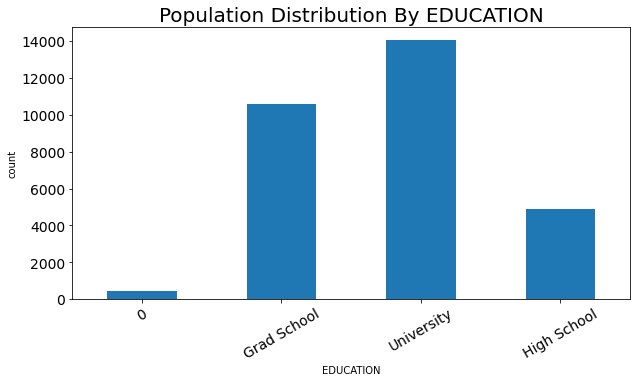 Population Distribution By EDUCATION
14000
12000
10000
8000
6000
4000
2000
0
count
0
Grad School
University
High School
EDUCATION